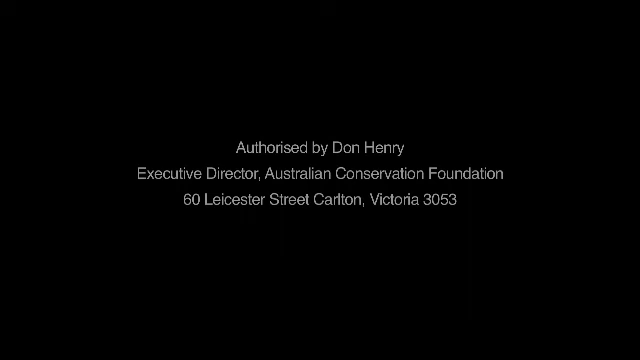 Authorised by Don Henry
Executive Director, Australian Conservation Foundation
60 Leicester Street Carlton, Victoria 3053